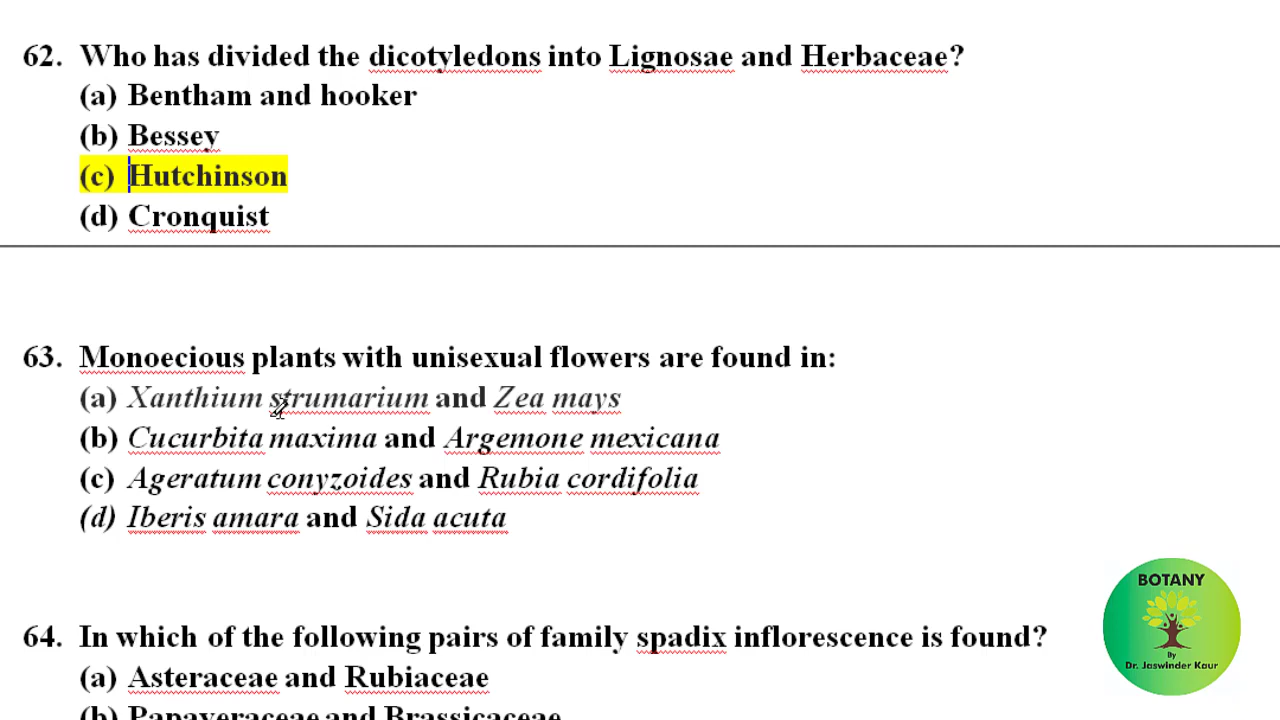 62. Who has divided the dicotyledons into Lignosae and Herbaceae?
(a) Bentham and hooker
(b) Bessey
(c) Hutchinson
(d) Cronquist
63. Monoecious plants with unisexual flowers are found in:
(a) Xanthium strumarium and Zea mays
(b) Cucurbita maxima and Argemone mexicana
(c) Ageratum conyzoides and Rubia cordifolia
(d) Iberis amara and Sida acuta
64. In which of the following pairs of family spadix inflorescence is found?
(a) Asteraceae and Rubiaceae
(b) Papaveraceae and Brassicaceae
BOTANY
By
Dr. Jaswinder Kaur